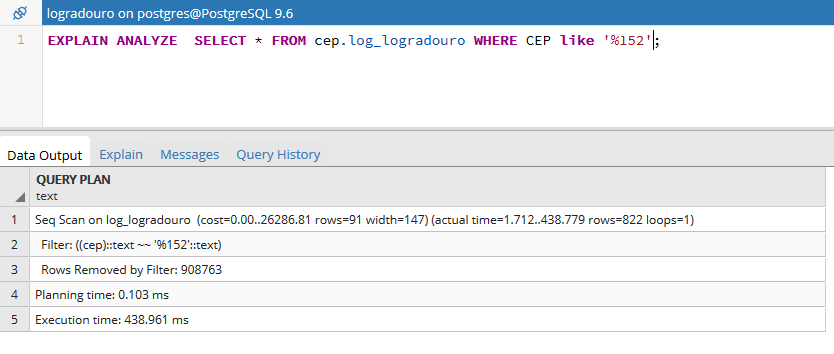 logradouro on postgres@PostgreSQL 9.6
1 EXPLAIN ANALYZE  SELECT * FROM cep.log_logradouro WHERE CEP like '%152';
Data Output Explain Messages Query History
QUERY PLAN
text
1 Seq Scan on log_logradouro (cost=0.00..26286.81 rows=91 width=147) (actual time=1.712..438.779 rows=822 loops=1)
2 Filter: ((cep)::text ~~ '%152'::text)
3 Rows Removed by Filter: 908763
4 Planning time: 0.103 ms
5 Execution time: 438.961 ms